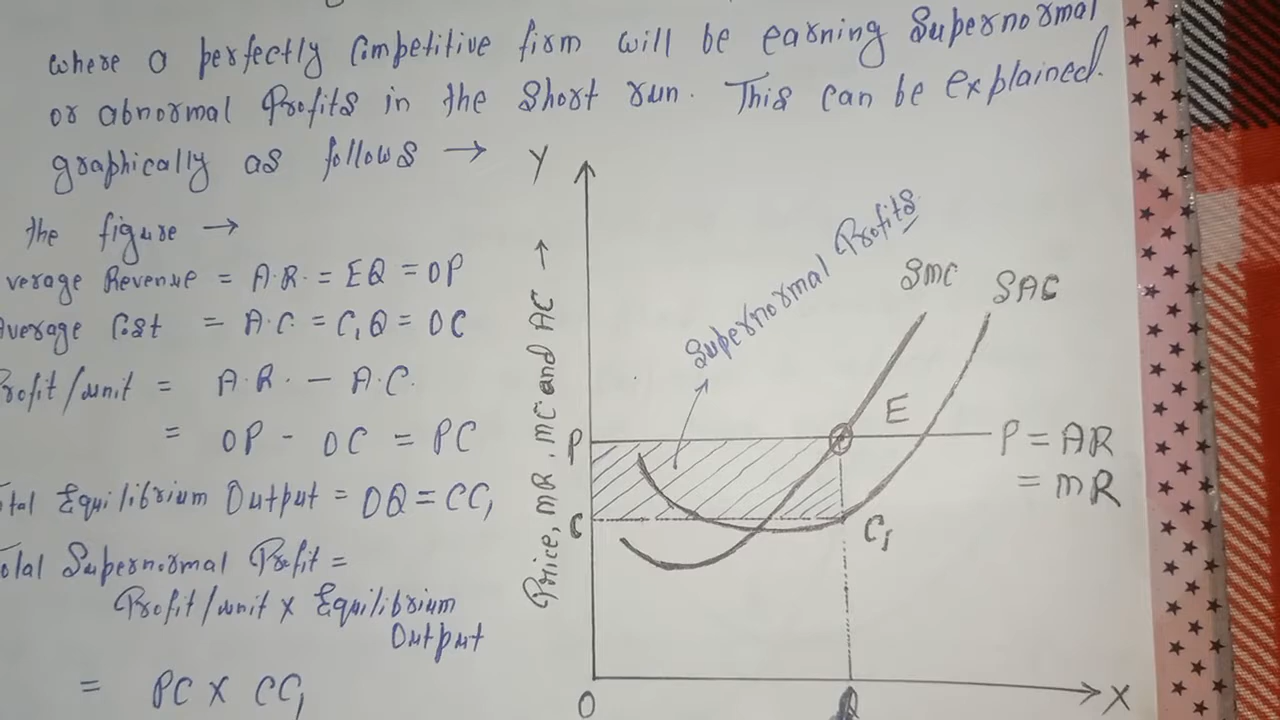 where a perfectly Competitive firm will be earning Supernormal
or abnormal Profits in the Short run. This can be explained.
graphically as follows →
the figure →
verage Revenue = A.R. = EQ = OP
Average Cost = A.C. = C₁Q = OC
Profit/unit = A.R. - A.C.
= OP - OC = PC
tal Equilibrium Output = OQ = CC₁
Total Supernormal Profit =
Profit/unit x Equilibrium
Output
= PC x CC₁
Y
Price, MR, MC and AC →
Supernormal Profits
SMC
SAC
E
P
P = AR
= MR
C
C₁
O
Q
X